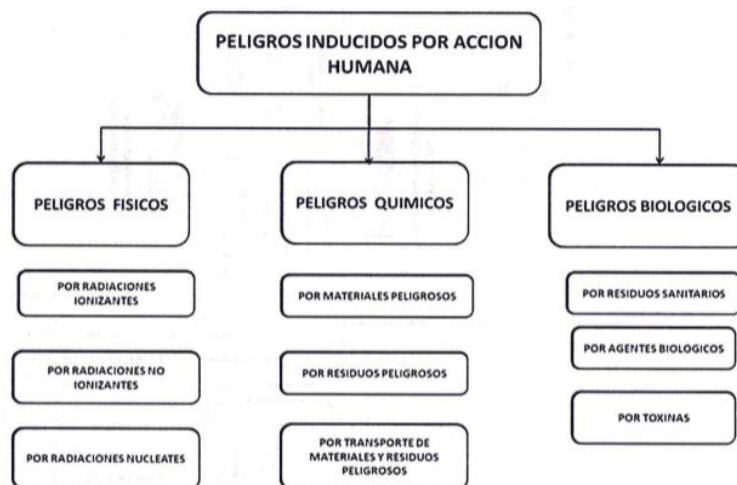 PELIGROS INDUCIDOS POR ACCION
HUMANA
PELIGROS FISICOS
PELIGROS QUIMICOS
PELIGROS BIOLOGICOS
POR RADIACIONES
IONIZANTES
POR RADIACIONES NO
IONIZANTES
POR RADIACIONES NUCLEATES
POR MATERIALES PELIGROSOS
POR RESIDUOS PELIGROSOS
POR TRANSPORTE DE
MATERIALES Y RESIDUOS
PELIGROSOS
POR RESIDUOS SANITARIOS
POR AGENTES BIOLOGICOS
POR TOXINAS